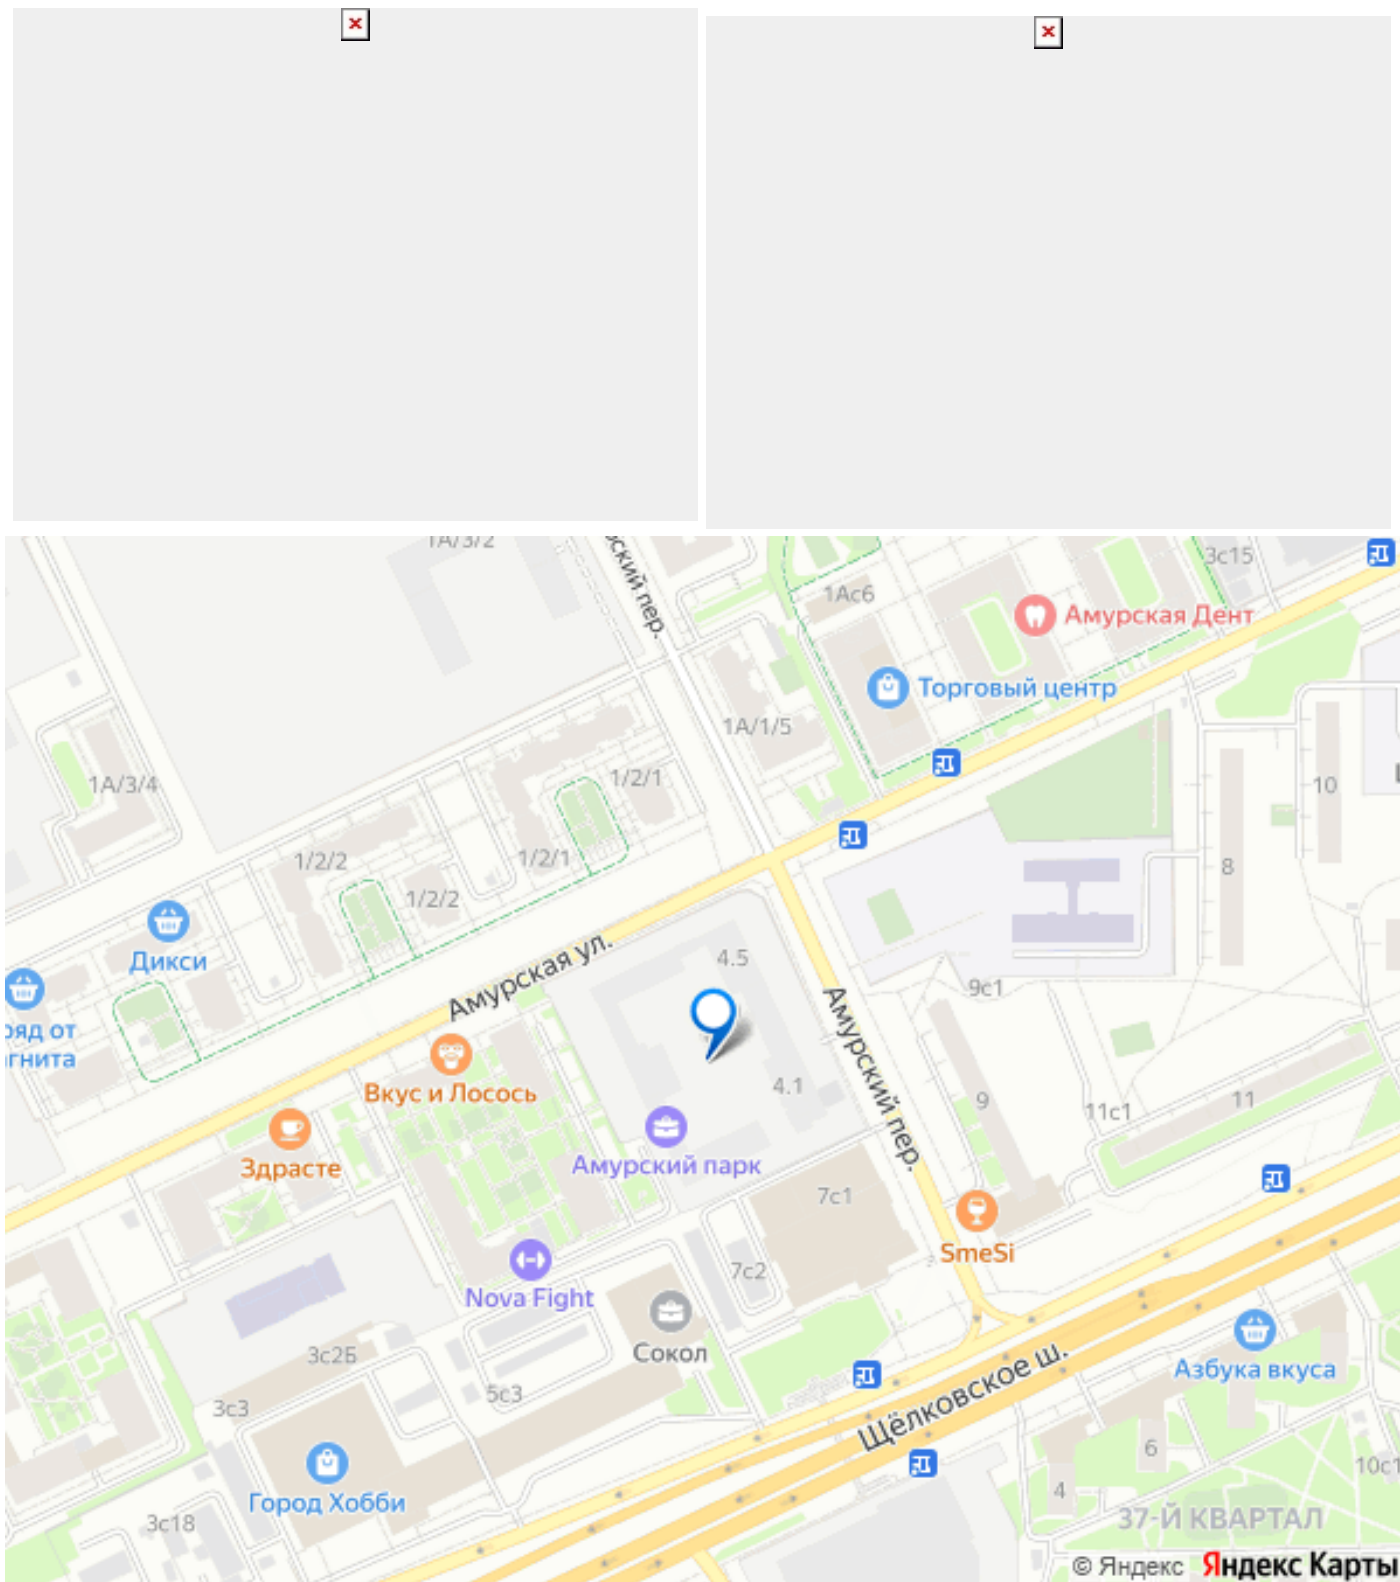 1А/3/2
ский пер.
3с15
1Ас6
Амурская Дент
Торговый центр
1А/1/5
1А/3/4
1/2/1
10
1/2/2
1/2/1
8
1/2/2
Дикси
Амурская ул.
4.5
9с1
ряд от
гнита
Амурский пер.
Вкус и Лосось
4.1
9
11с1
11
Здрасте
Амурский парк
7с1
SmeSi
7с2
Nova Fight
Сокол
3с2Б
Щёлковское ш.
Азбука вкуса
5с3
3с3
6
10с1
4
Город Хобби
3с18
37-Й КВАРТАЛ
© Яндекс Яндекс Карты